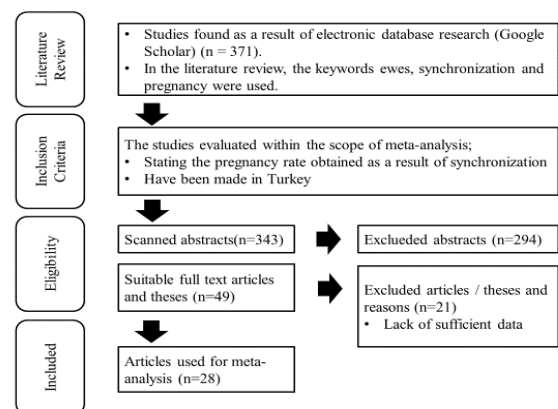 Literature
Review
• Studies found as a result of electronic database research (Google
Scholar) (n = 371).
• In the literature review, the keywords ewes, synchronization and
pregnancy were used.
Inclusion
Criteria
The studies evaluated within the scope of meta-analysis;
• Stating the pregnancy rate obtained as a result of synchronization
• Have been made in Turkey
Eligibility
Scanned abstracts(n=343)
Exclueded abstracts (n=294)
Suitable full text articles
and theses (n=49)
Excluded articles / theses and
reasons (n=21)
• Lack of sufficient data
Included
Articles used for meta-
analysis (n=28)